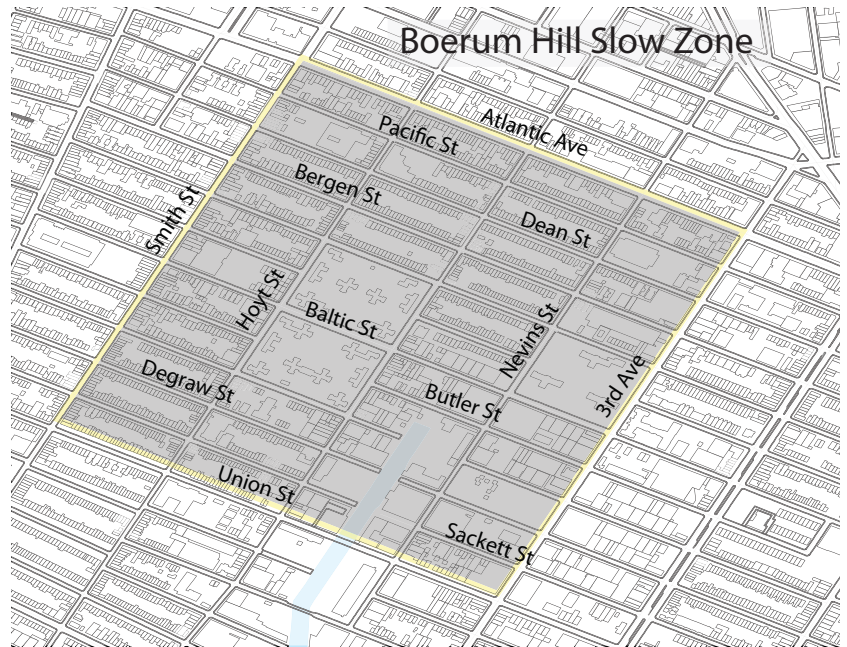 Boerum Hill Slow Zone
Atlantic Ave
Pacific St
Bergen St
Dean St
Smith St
Hoyt St
Baltic St
Nevins St
3rd Ave
Degraw St
Butler St
Union St
Sackett St